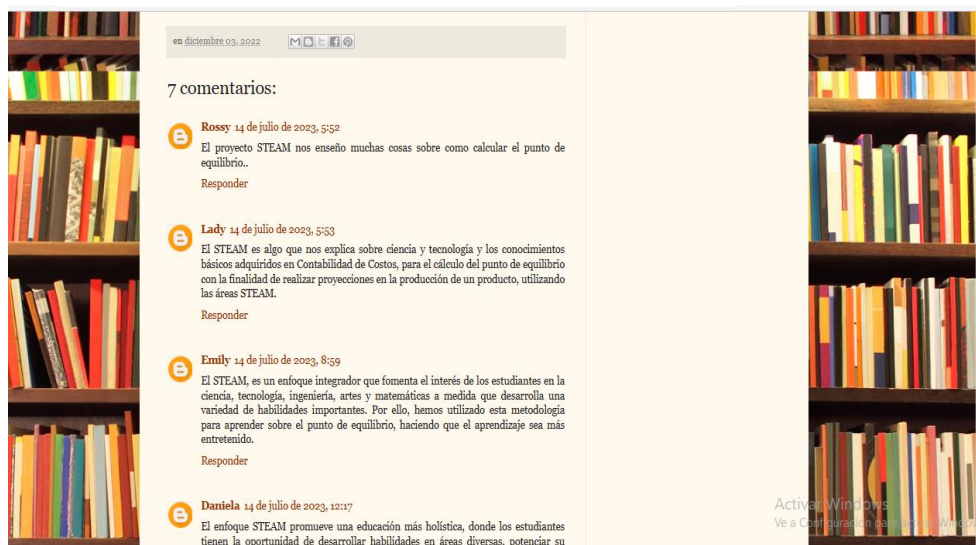 en diciembre 03, 2022
7 comentarios:
Rossy 14 de julio de 2023, 5:52
El proyecto STEAM nos enseño muchas cosas sobre como calcular el punto de
equilibrio..
Responder
Lady 14 de julio de 2023, 5:53
El STEAM es algo que nos explica sobre ciencia y tecnología y los conocimientos
básicos adquiridos en Contabilidad de Costos, para el cálculo del punto de equilibrio
con la finalidad de realizar proyecciones en la producción de un producto, utilizando
las áreas STEAM.
Responder
Emily 14 de julio de 2023, 8:59
El STEAM, es un enfoque integrador que fomenta el interés de los estudiantes en la
ciencia, tecnología, ingeniería, artes y matemáticas a medida que desarrolla una
variedad de habilidades importantes. Por ello, hemos utilizado esta metodología
para aprender sobre el punto de equilibrio, haciendo que el aprendizaje sea más
entretenido.
Responder
Daniela 14 de julio de 2023, 12:17
El enfoque STEAM promueve una educación más holística, donde los estudiantes
tienen la oportunidad de desarrollar habilidades en áreas diversas, potenciar su
Activar Windows
Ve a Configuración para activar Windows